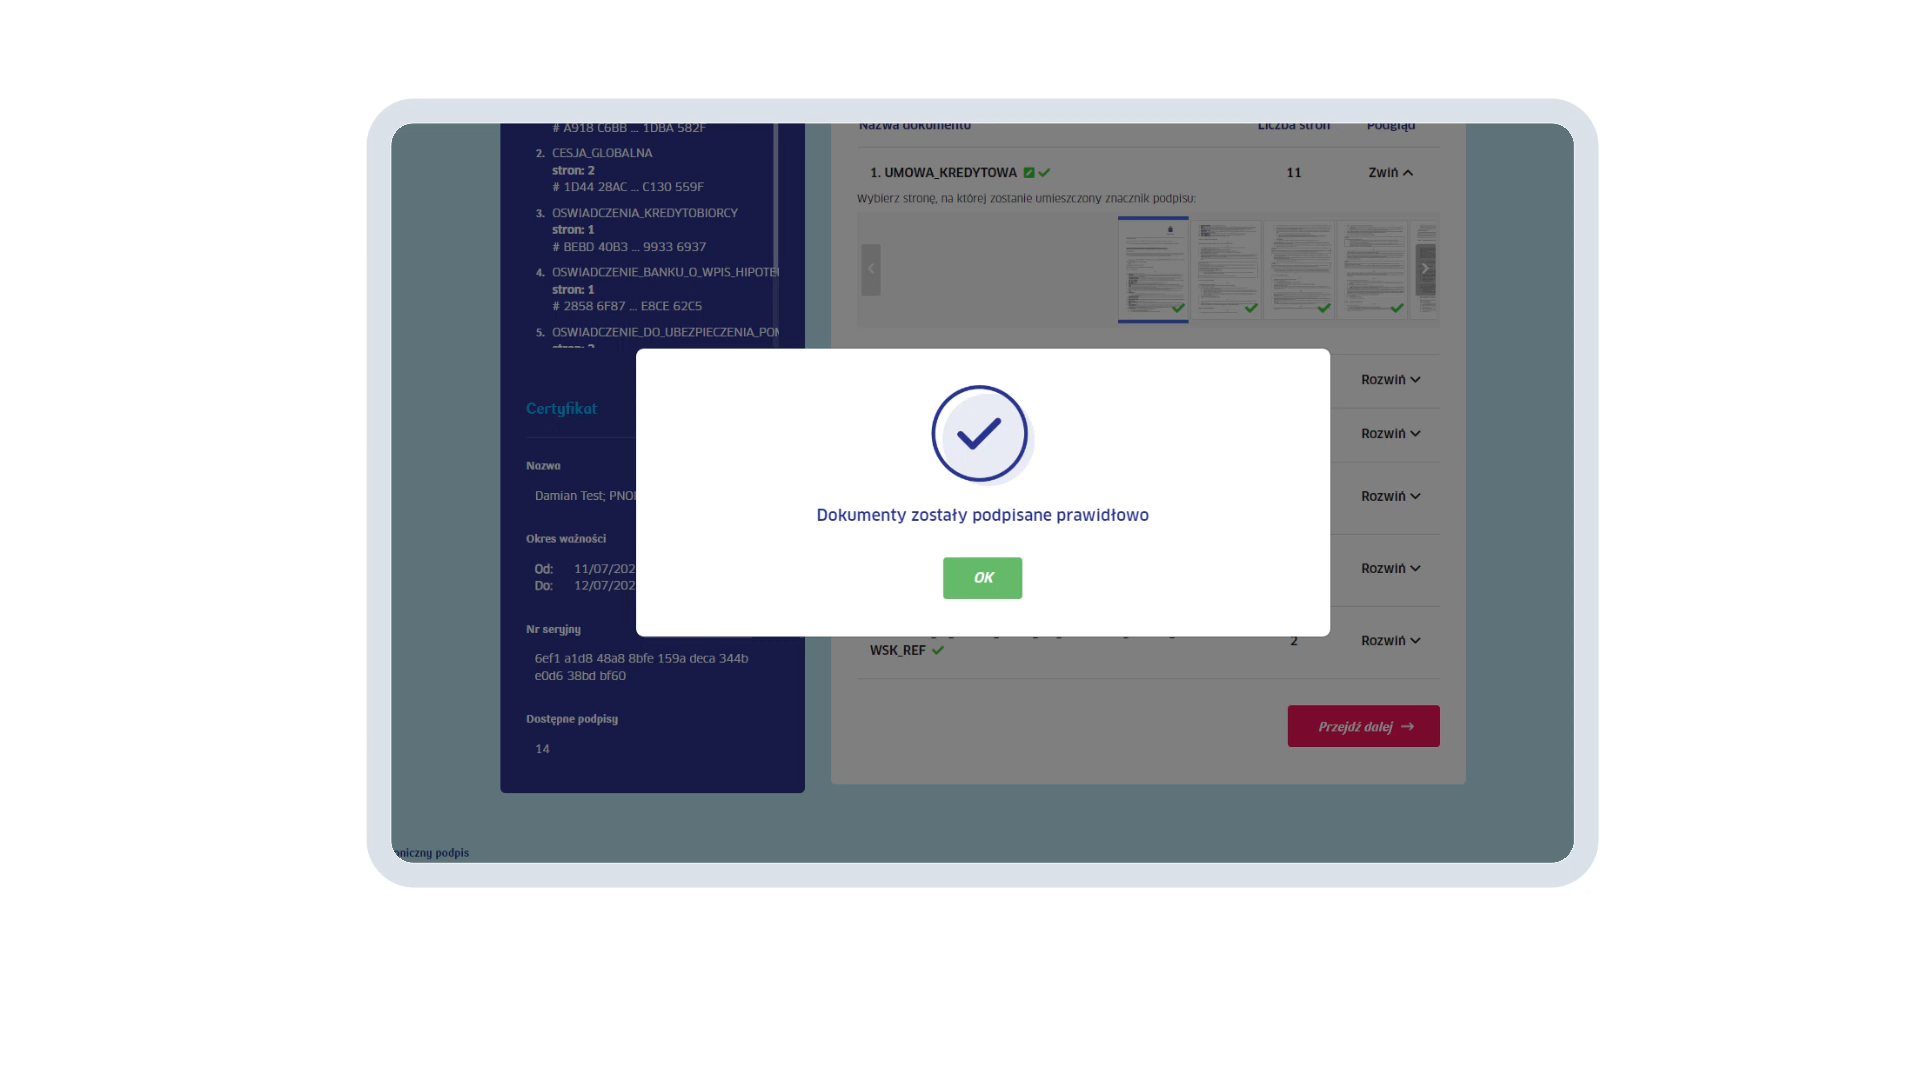 # A918 C6BB ... 1DBA 582F
2. CESJA_GLOBALNA
stron: 2
# 1D44 28AC ... C130 559F
3. OSWIADCZENIA_KREDYTOBIORCY
stron: 1
# BEBD 40B3 ... 9933 6937
4. OSWIADCZENIE_BANKU_O_WPIS_HIPOTE
stron: 1
# 2858 6F87 ... E8CE 62C5
5. OSWIADCZENIE_DO_UBEZPIECZENIA_POM
stron: 2
Certyfikat
Nazwa
Damian Test; PNO
Okres ważności
Od: 11/07/202
Do: 12/07/202
Nr seryjny
6ef1 a1d8 48a8 8bfe 159a deca 344b
e0d6 38bd bf60
Dostępne podpisy
14
Nazwa dokumentu Liczba stron Podgląd
1. UMOWA_KREDYTOWA 11 Zwiń
Wybierz stronę, na której zostanie umieszczony znacznik podpisu:
Rozwiń
Rozwiń
Rozwiń
Rozwiń
2 Rozwiń
WSK_REF
Dokumenty zostały podpisane prawidłowo
OK
Przejdź dalej
oniczny podpis